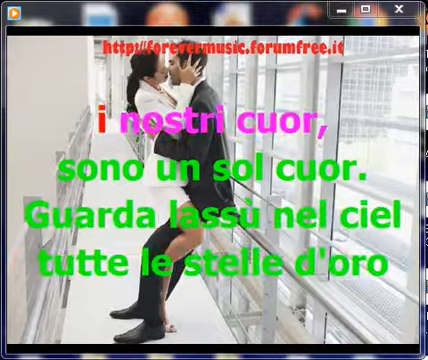 http://forevermusic.forumfree.it
i nostri cuor,
sono un sol cuor.
Guarda lassù nel ciel
tutte le stelle d'oro